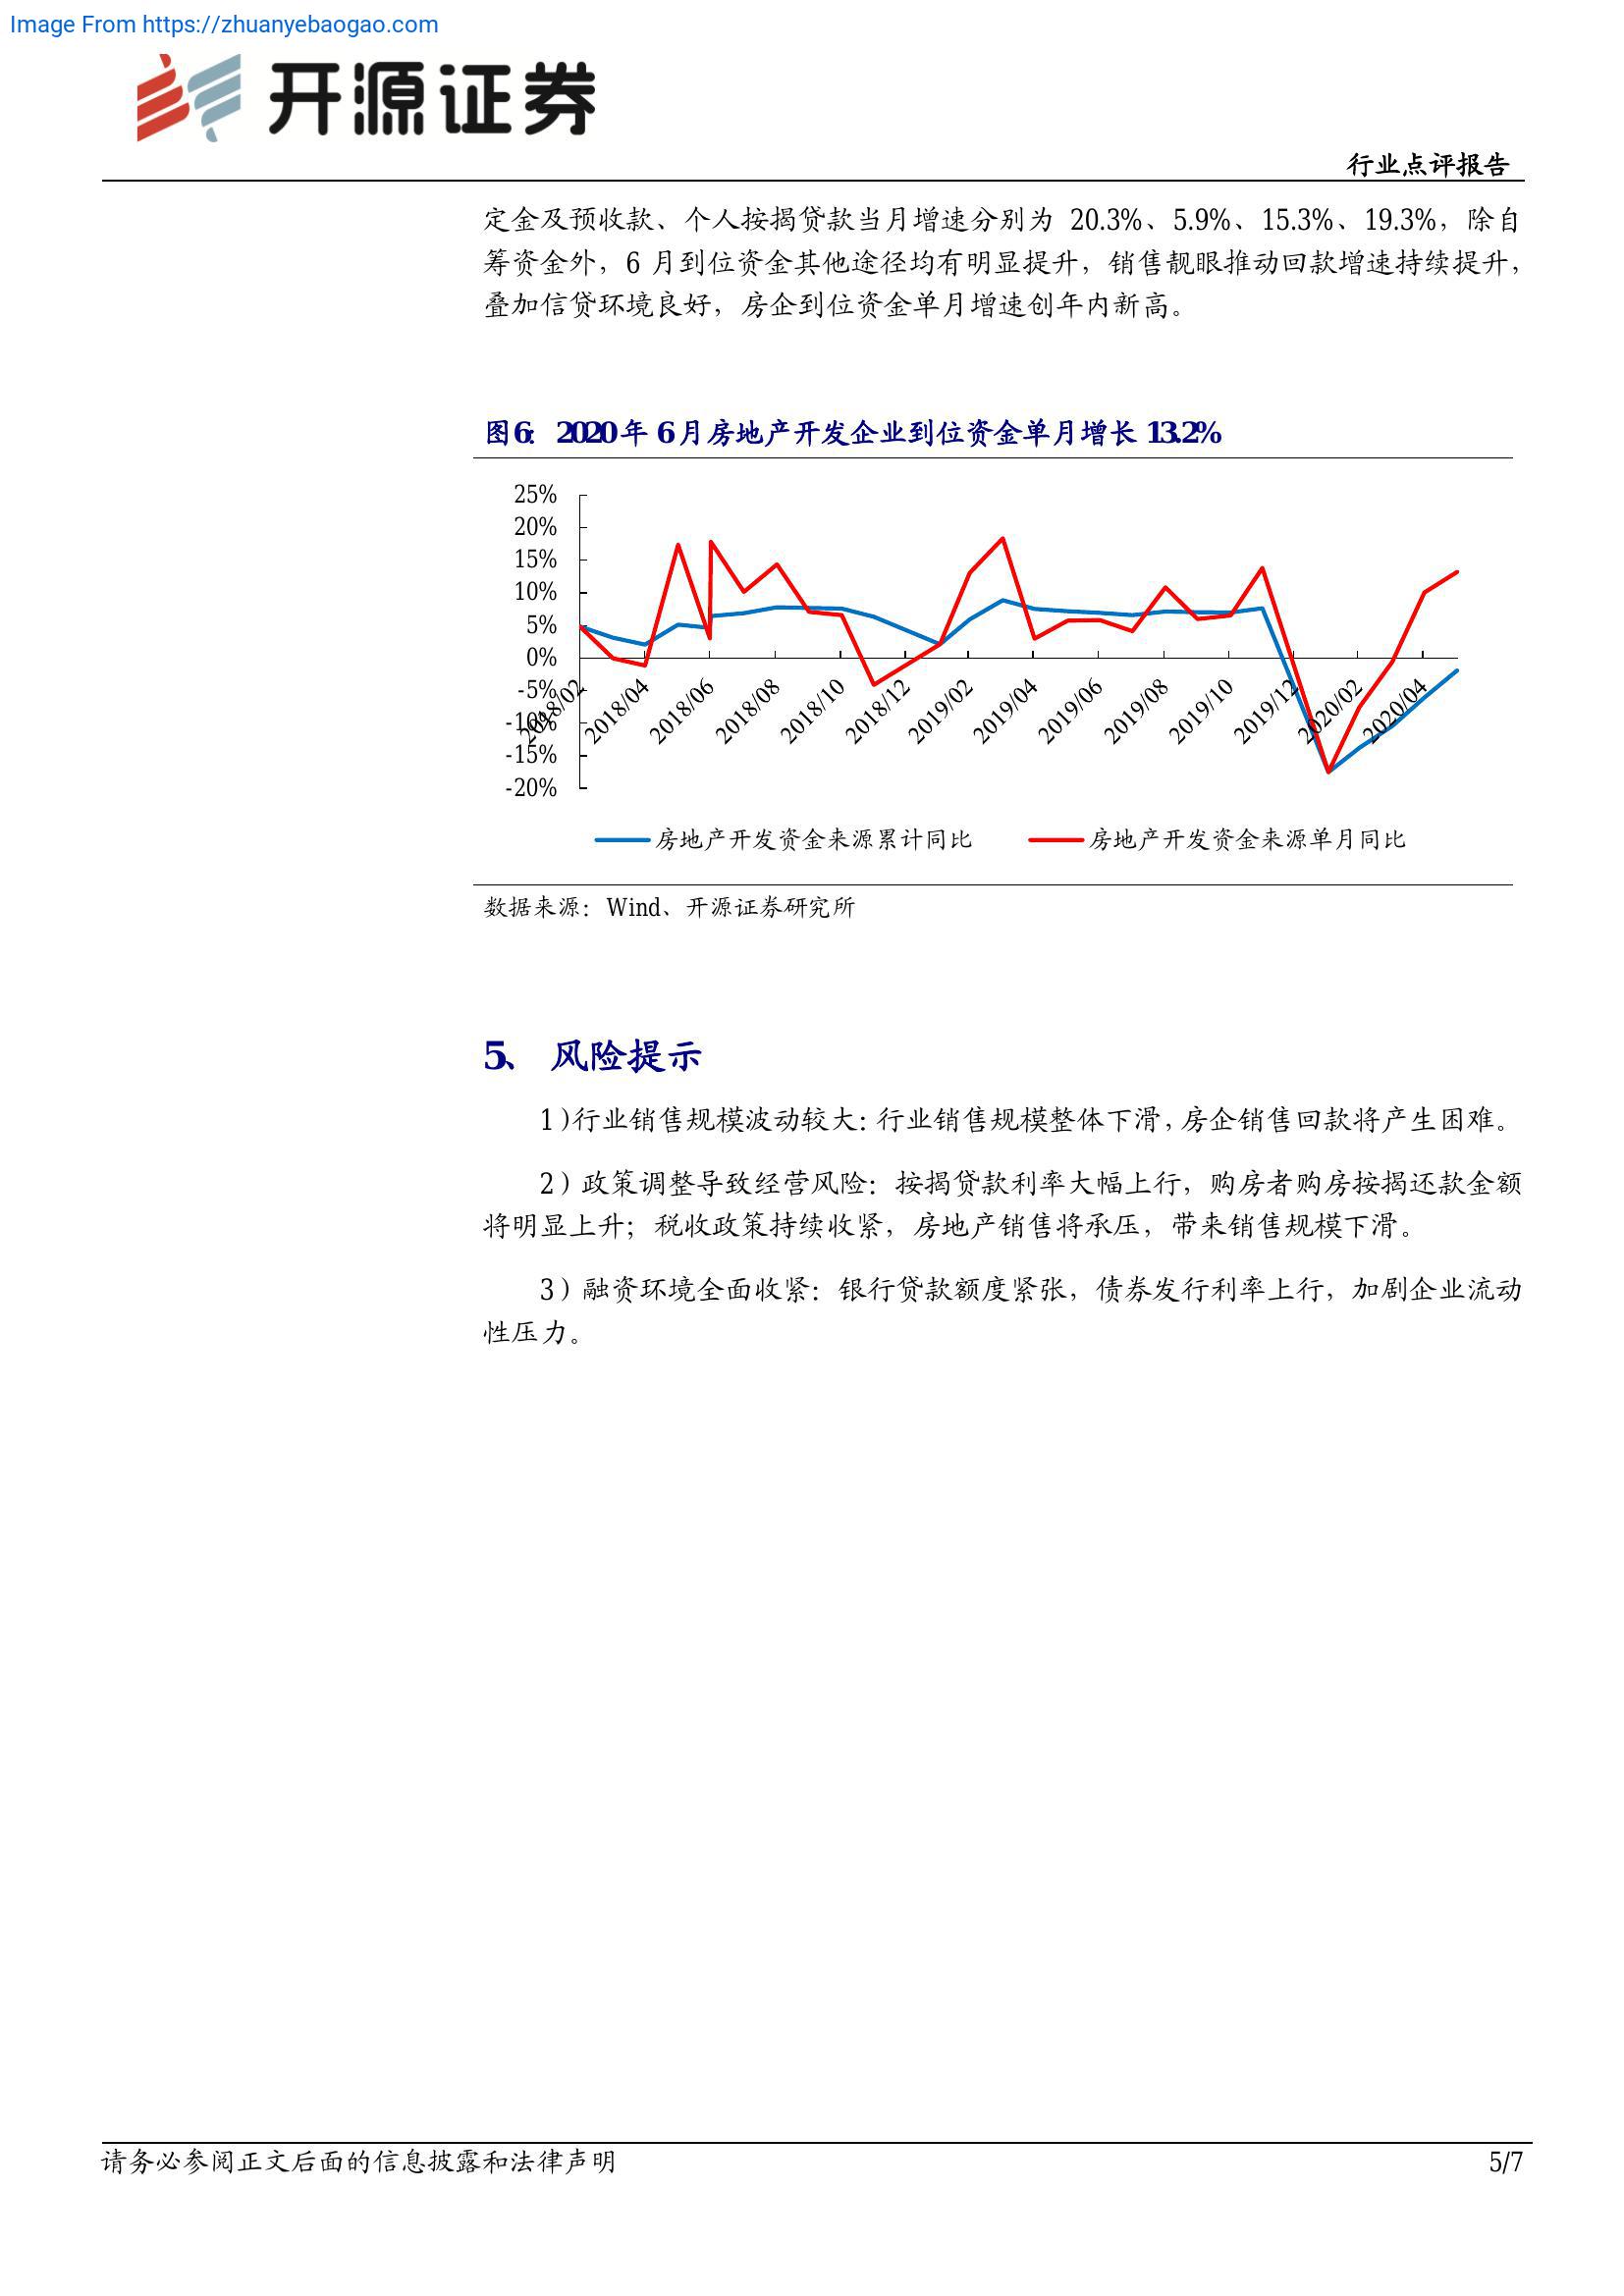 Image From https://zhuanyebaogao.com
开源证券
行业点评报告
定金及预收款、个人按揭贷款当月增速分别为 20.3%、5.9%、15.3%、19.3%，除自
筹资金外，6 月到位资金其他途径均有明显提升，销售靓眼推动回款增速持续提升，
叠加信贷环境良好，房企到位资金单月增速创年内新高。
图6： 2020 年 6 月房地产开发企业到位资金单月增长 13.2%
25%
20%
15%
10%
5%
0%
-5%
-10%
-15%
-20%
2018/02 2018/04 2018/06 2018/08 2018/10 2018/12 2019/02 2019/04 2019/06 2019/08 2019/10 2019/12 2020/02 2020/04
房地产开发资金来源累计同比 房地产开发资金来源单月同比
数据来源：Wind、开源证券研究所
5、 风险提示
1)行业销售规模波动较大：行业销售规模整体下滑，房企销售回款将产生困难。
2）政策调整导致经营风险：按揭贷款利率大幅上行，购房者购房按揭还款金额
将明显上升；税收政策持续收紧，房地产销售将承压，带来销售规模下滑。
3）融资环境全面收紧：银行贷款额度紧张，债券发行利率上行，加剧企业流动
性压力。
请务必参阅正文后面的信息披露和法律声明
5/7